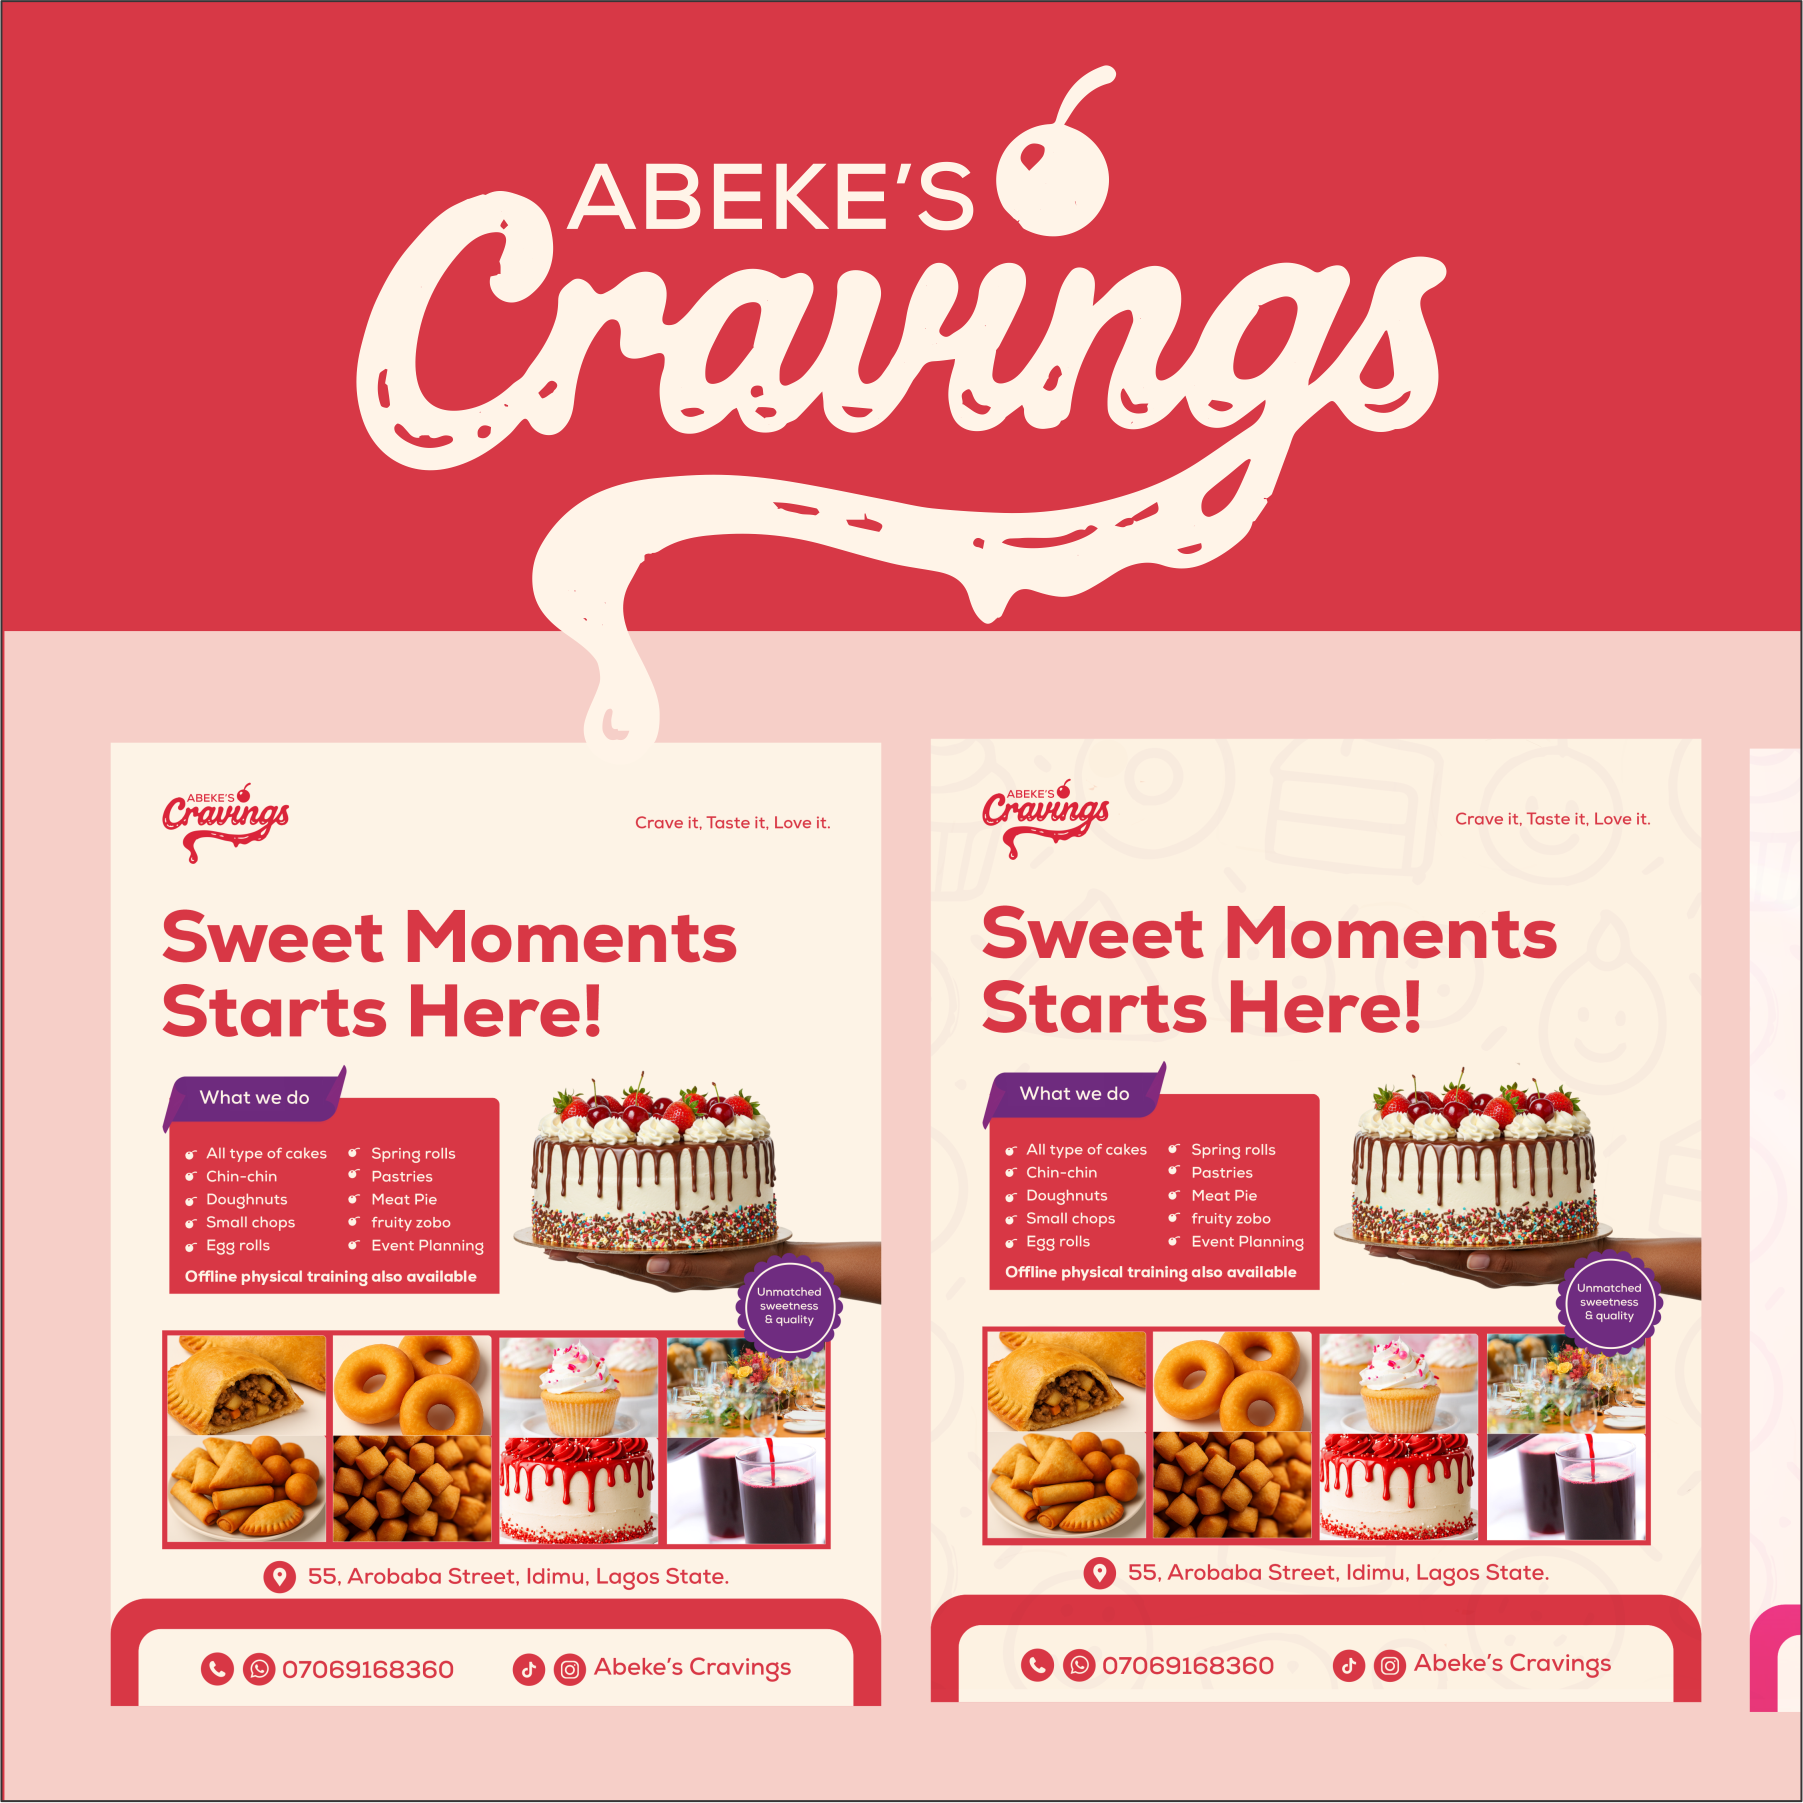 ABEKE'S
Cravings
ABEKE'S
Cravings
Crave it, Taste it, Love it.
Sweet Moments
Starts Here!
What we do
All type of cakes
Chin-chin
Doughnuts
Small chops
Egg rolls
Spring rolls
Pastries
Meat Pie
fruity zobo
Event Planning
Offline physical training also available
Unmatched
sweetness
& quality
55, Arobaba Street, Idimu, Lagos State.
07069168360
Abeke's Cravings
ABEKE'S
Cravings
Crave it, Taste it, Love it.
Sweet Moments
Starts Here!
What we do
All type of cakes
Chin-chin
Doughnuts
Small chops
Egg rolls
Spring rolls
Pastries
Meat Pie
fruity zobo
Event Planning
Offline physical training also available
Unmatched
sweetness
& quality
55, Arobaba Street, Idimu, Lagos State.
07069168360
Abeke's Cravings